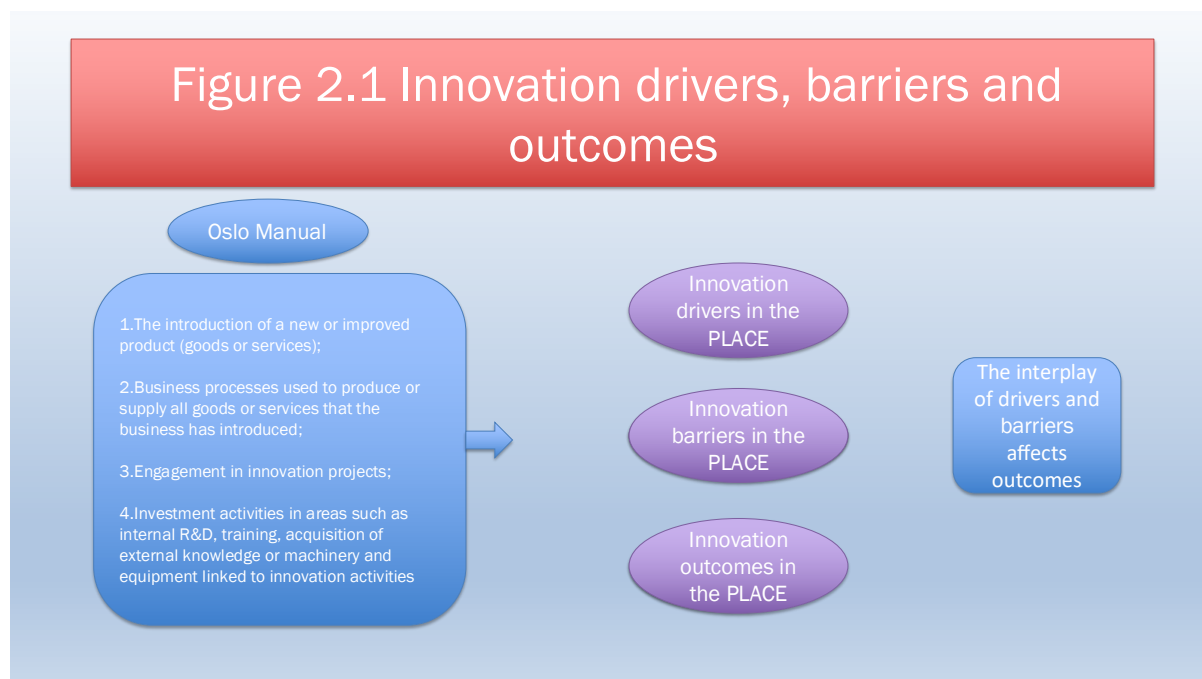 Figure 2.1 Innovation drivers, barriers and
outcomes
Oslo Manual
1.The introduction of a new or improved
product (goods or services);
2.Business processes used to produce or
supply all goods or services that the
business has introduced;
3.Engagement in innovation projects;
4.Investment activities in areas such as
internal R&D, training, acquisition of
external knowledge or machinery and
equipment linked to innovation activities
Innovation
drivers in the
PLACE
Innovation
barriers in the
PLACE
Innovation
outcomes in
the PLACE
The interplay
of drivers and
barriers
affects
outcomes